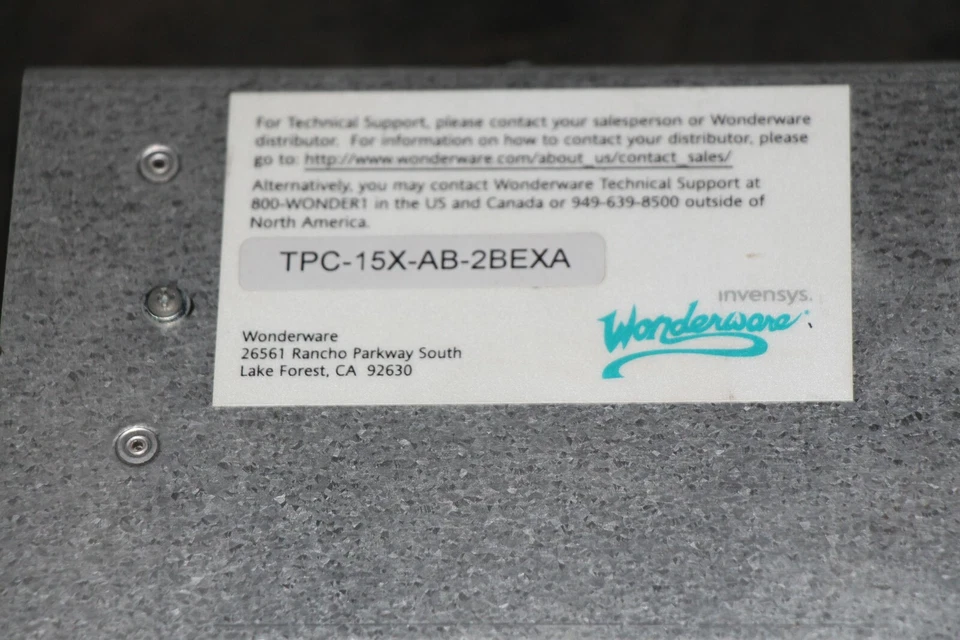 For Technical Support, please contact your salesperson or Wonderware
distributor. For information on how to contact your distributor, please
go to: http://www.wonderware.com/about_us/contact_sales/
Alternatively, you may contact Wonderware Technical Support at
800-WONDER1 in the US and Canada or 949-639-8500 outside of
North America.
TPC-15X-AB-2BEXA
invensys.
Wonderware
Wonderware
26561 Rancho Parkway South
Lake Forest, CA 92630